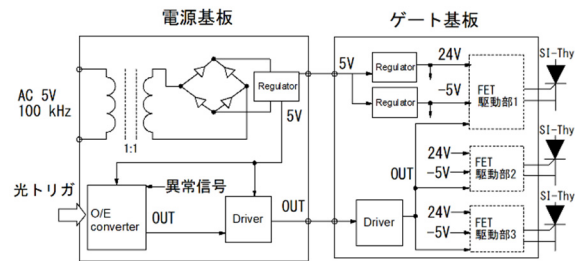 電源基板
ゲート基板
AC 5V
100 kHz
1:1
Regulator
5V
5V
Regulator
24V
Regulator
-5V
FET
駆動部1
SI-Thy
光トリガ
異常信号
O/E
converter
OUT
Driver
OUT
Driver
OUT
24V
-5V
FET
駆動部2
SI-Thy
24V
-5V
FET
駆動部3
SI-Thy